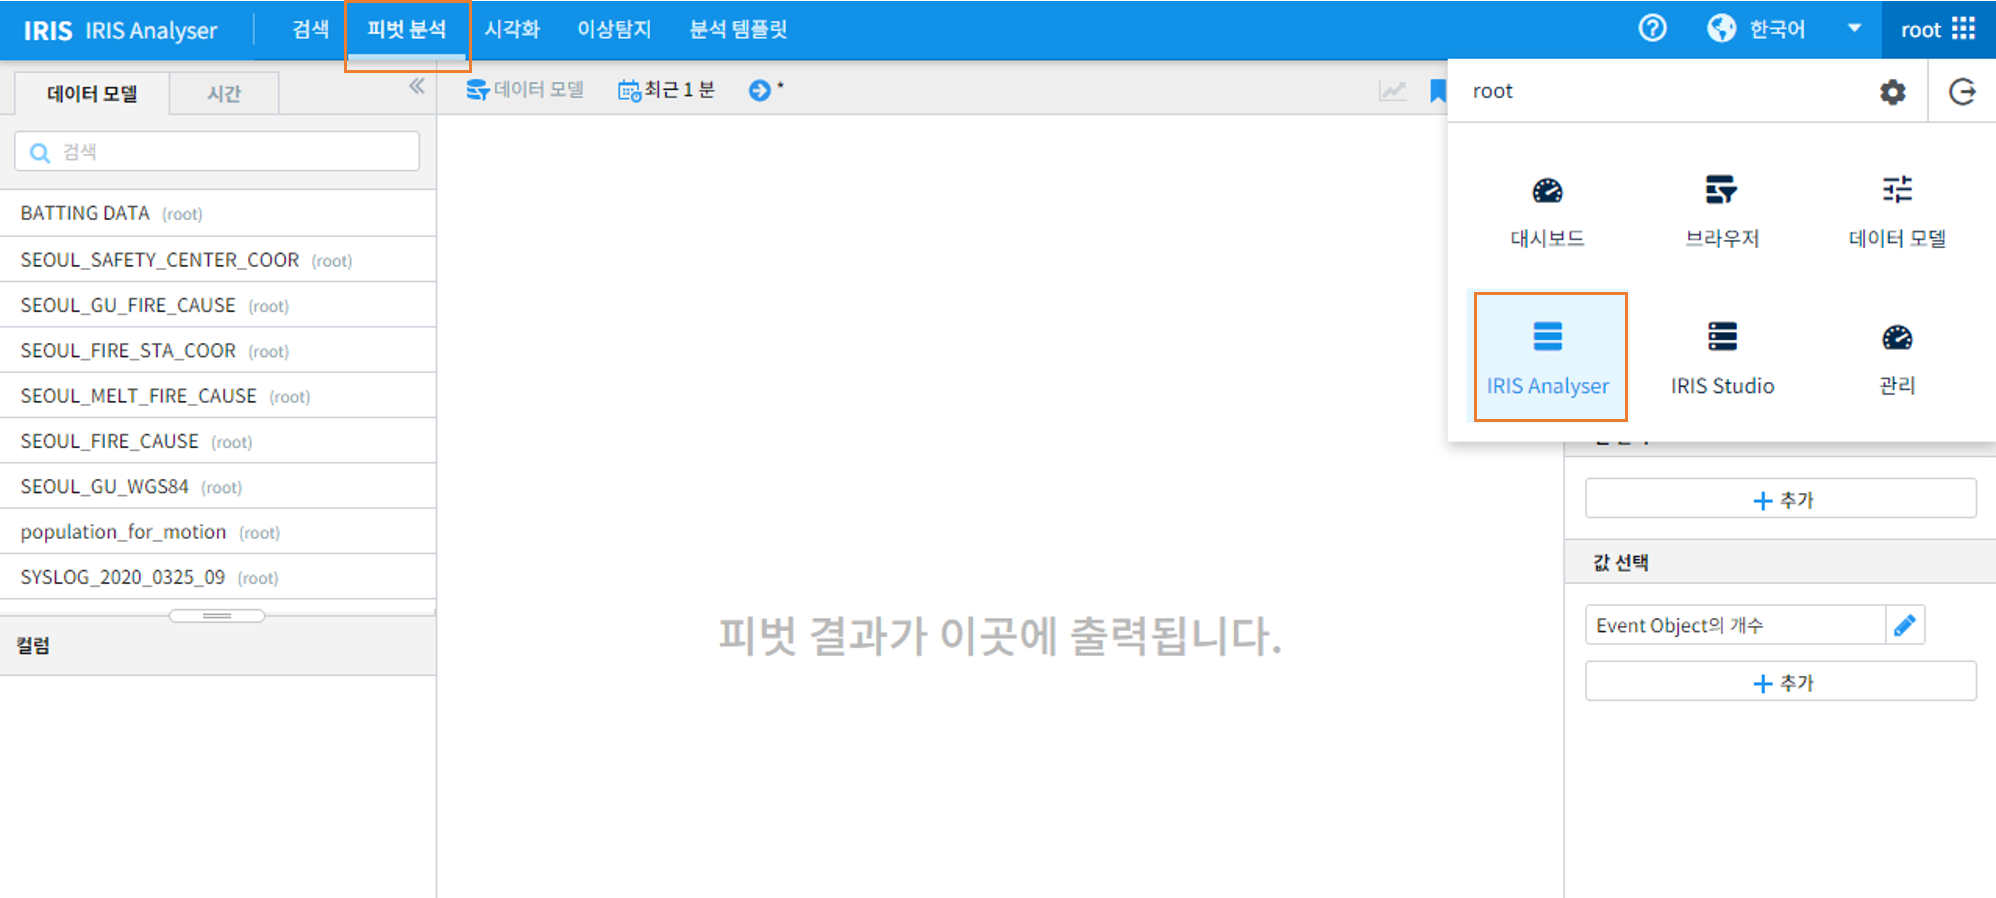 IRIS IRIS Analyser 검색 피벗 분석 시각화 이상탐지 분석 템플릿 한국어 root
데이터 모델 시간
데이터 모델 최근 1 분 *
root
검색
BATTING DATA (root)
SEOUL_SAFETY_CENTER_COOR (root)
SEOUL_GU_FIRE_CAUSE (root)
SEOUL_FIRE_STA_COOR (root)
SEOUL_MELT_FIRE_CAUSE (root)
SEOUL_FIRE_CAUSE (root)
SEOUL_GU_WGS84 (root)
population_for_motion (root)
SYSLOG_2020_0325_09 (root)
컬럼
피벗 결과가 이곳에 출력됩니다.
대시보드 브라우저 데이터 모델
IRIS Analyser IRIS Studio 관리
+ 추가
값 선택
Event Object의 개수
+ 추가